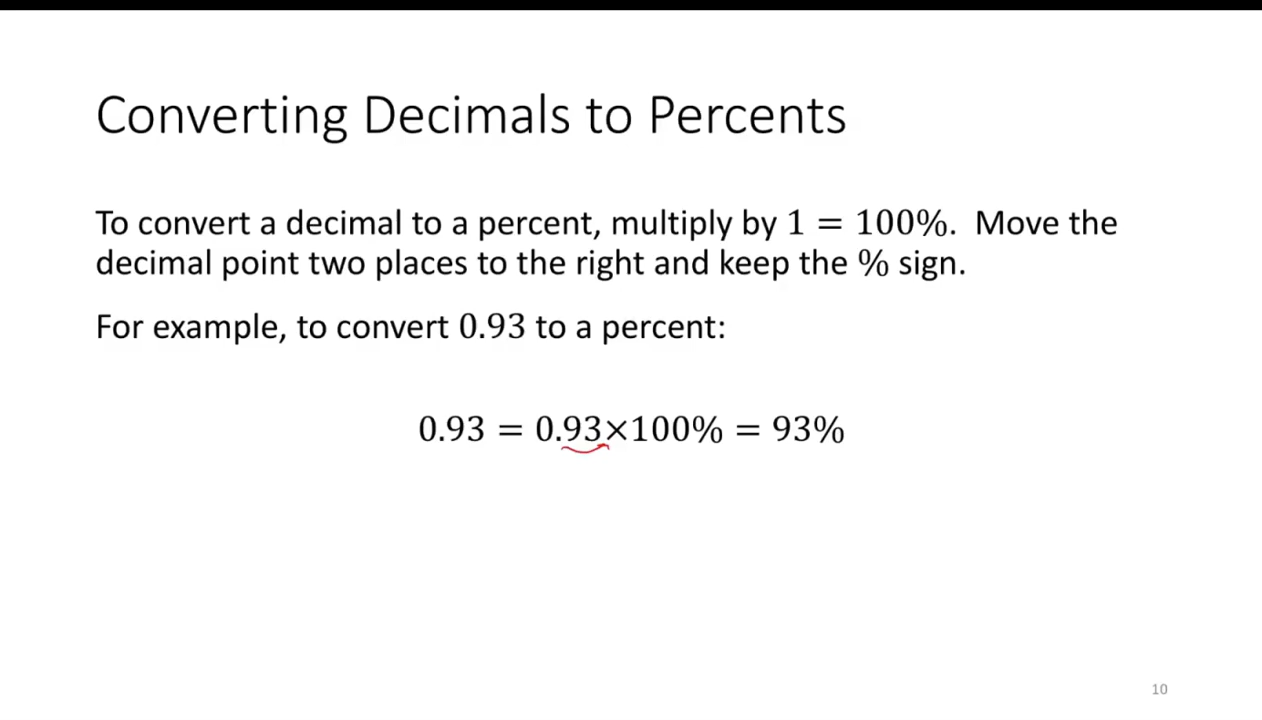 Converting Decimals to Percents
To convert a decimal to a percent, multiply by 1 = 100%. Move the
decimal point two places to the right and keep the % sign.
For example, to convert 0.93 to a percent:
0.93 = 0.93×100% = 93%
10